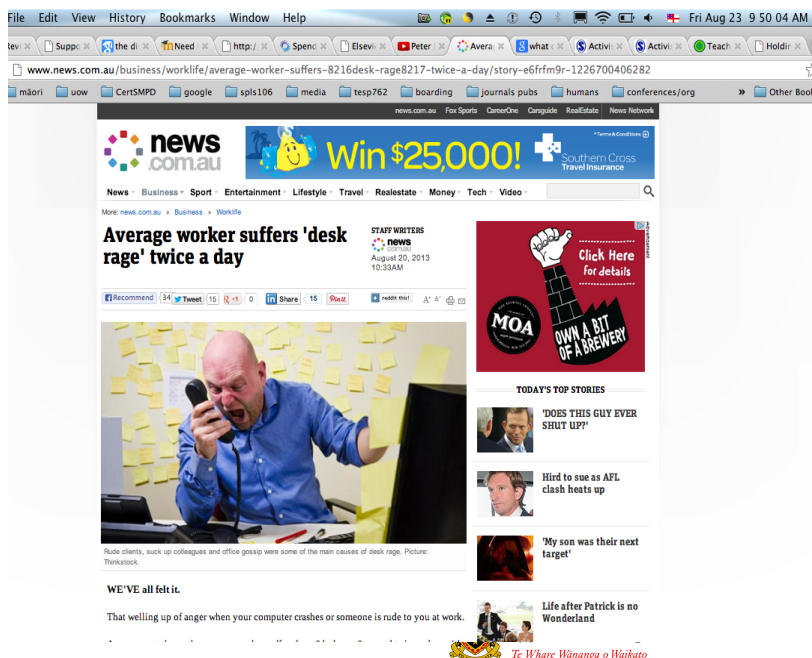 File Edit View History Bookmarks Window Help Fri Aug 23 9 50 04 AM
Suppo the di Need http:/ Spend Elsevi Peter Avera what Activi Activi Teach Holdir
www.news.com.au/business/worklife/average-worker-suffers-8216desk-rage8217-twice-a-day/story-e6frfm9r-1226700406282
māori uow CertSMPD google spls106 media tesp762 boarding journals pubs humans conferences/org » Other Book
news.com.au Fox Sports CareerOne Carsguide RealEstate News Network
news
.com.au
Win $25,000!
*Terms & Conditions
Southern Cross
Travel Insurance
News Business Sport Entertainment Lifestyle Travel Realestate Money Tech Video
More: news.com.au » Business » Worklife
Average worker suffers 'desk
rage' twice a day
STAFF WRITERS
news
.com.au
August 20, 2013
10:33AM
Recommend 34 Tweet 15 +1 0 Share 15 Pin it reddit this! A+ A-
Rude clients, suck up colleagues and office gossip were some of the main causes of desk rage. Picture:
Thinkstock.
WE'VE all felt it.
That welling up of anger when your computer crashes or someone is rude to you at work.
Advertisement
Click Here
for details
MOA
OWN A BIT
OF A BREWERY
TODAY'S TOP STORIES
'DOES THIS GUY EVER
SHUT UP?'
Hird to sue as AFL
clash heats up
'My son was their next
target'
Life after Patrick is no
Wonderland
Te Whare Wānanga o Waikato